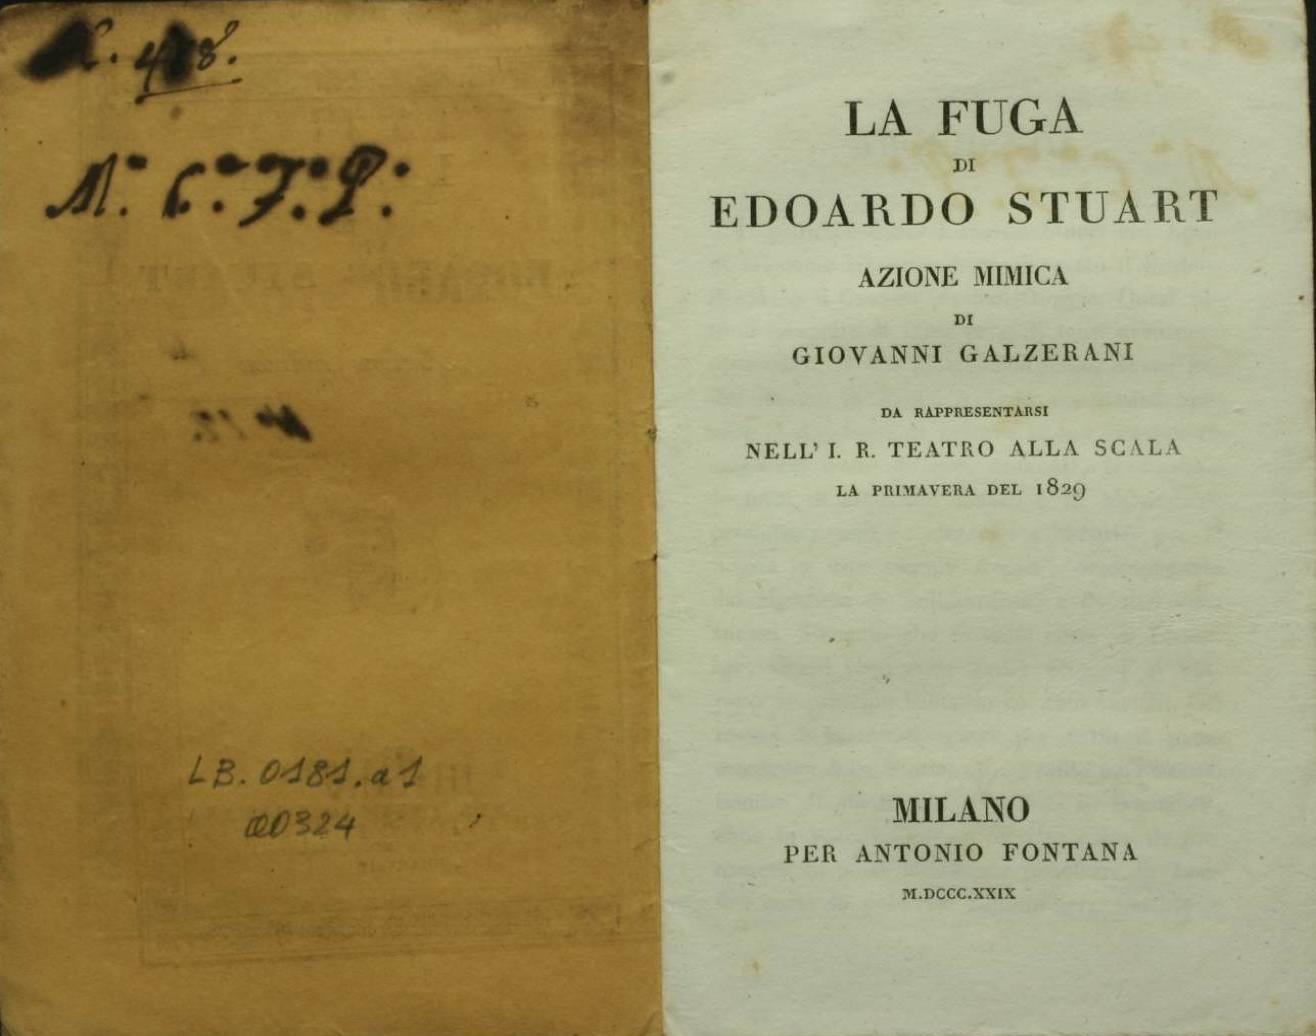 M.º C.º F.º P.º
LB. 0181.a1
00324
LA FUGA
DI
EDOARDO STUART
AZIONE MIMICA
DI
GIOVANNI GALZERANI
DA RAPPRESENTARSI
NELL' I. R. TEATRO ALLA SCALA
LA PRIMAVERA DEL 1829
MILANO
PER ANTONIO FONTANA
M.DCCC.XXIX